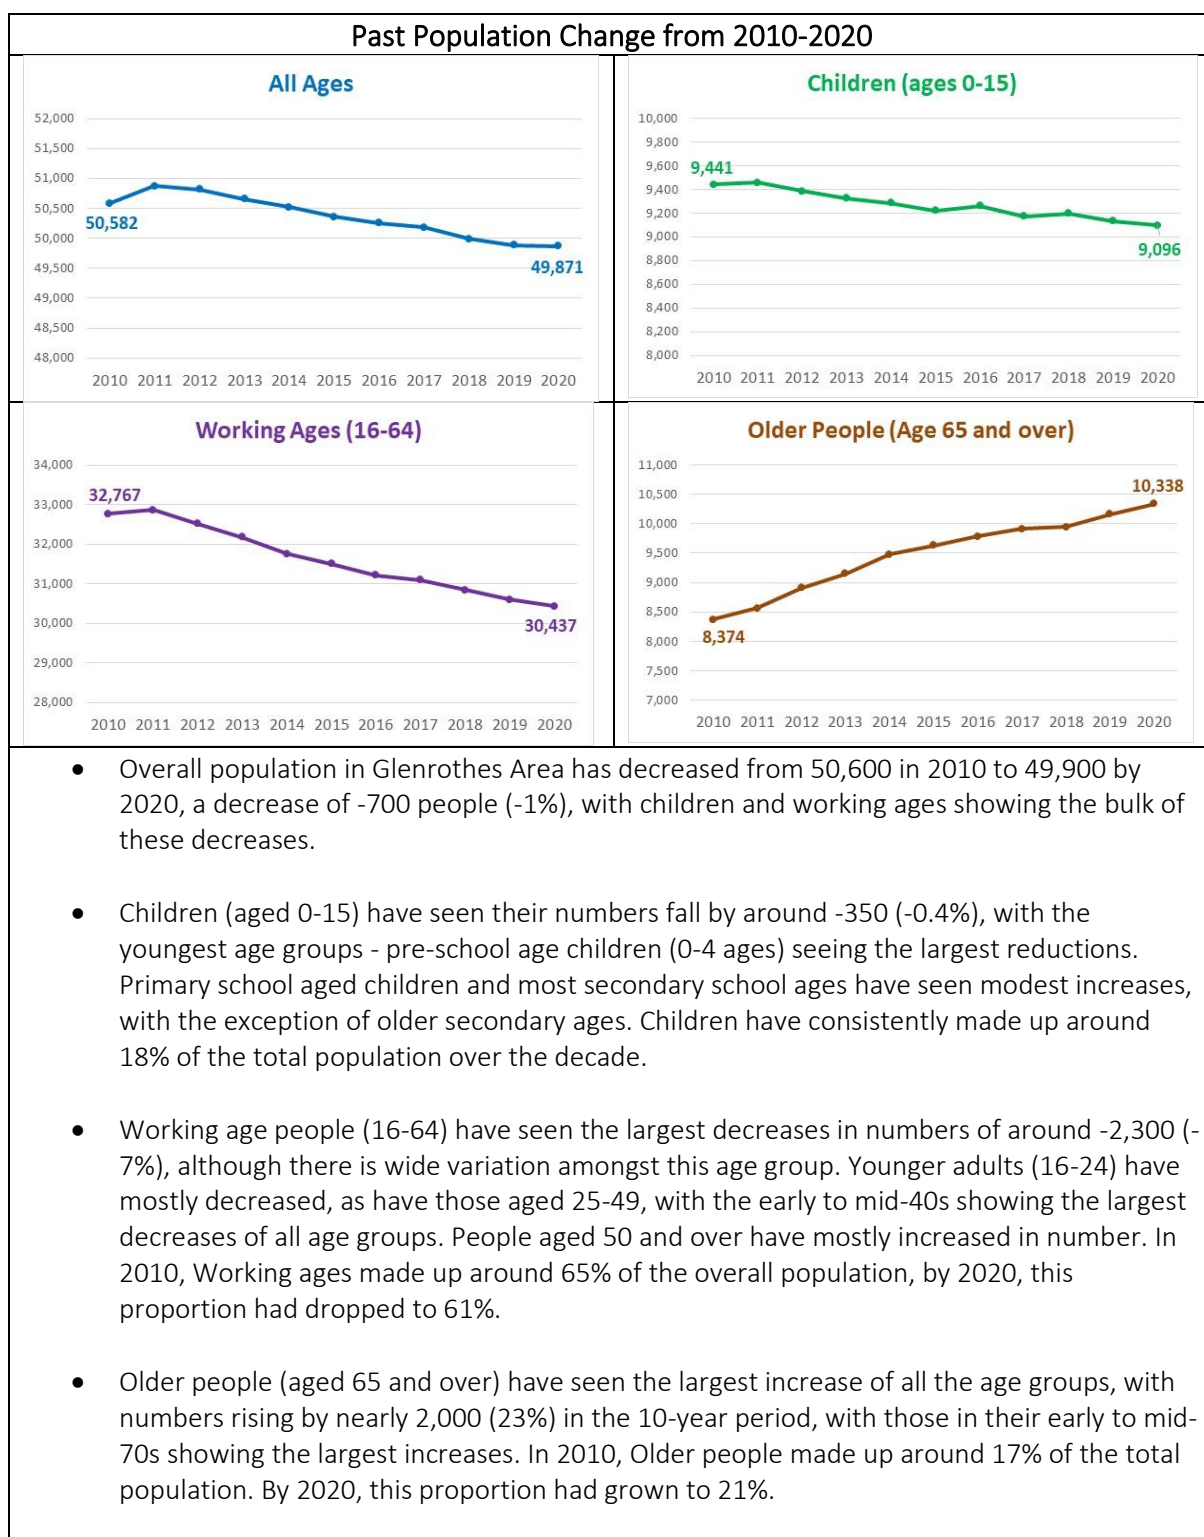 Past Population Change from 2010-2020
All Ages
52,000
51,500
51,000
50,500
50,000
49,500
49,000
48,500
48,000
50,582
49,871
2010 2011 2012 2013 2014 2015 2016 2017 2018 2019 2020
Children (ages 0-15)
10,000
9,800
9,600
9,400
9,200
9,000
8,800
8,600
8,400
8,200
8,000
9,441
9,096
2010 2011 2012 2013 2014 2015 2016 2017 2018 2019 2020
Working Ages (16-64)
34,000
33,000
32,000
31,000
30,000
29,000
28,000
32,767
30,437
2010 2011 2012 2013 2014 2015 2016 2017 2018 2019 2020
Older People (Age 65 and over)
11,000
10,500
10,000
9,500
9,000
8,500
8,000
7,500
7,000
8,374
10,338
2010 2011 2012 2013 2014 2015 2016 2017 2018 2019 2020
• Overall population in Glenrothes Area has decreased from 50,600 in 2010 to 49,900 by
2020, a decrease of -700 people (-1%), with children and working ages showing the bulk of
these decreases.
• Children (aged 0-15) have seen their numbers fall by around -350 (-0.4%), with the
youngest age groups - pre-school age children (0-4 ages) seeing the largest reductions.
Primary school aged children and most secondary school ages have seen modest increases,
with the exception of older secondary ages. Children have consistently made up around
18% of the total population over the decade.
• Working age people (16-64) have seen the largest decreases in numbers of around -2,300 (-
7%), although there is wide variation amongst this age group. Younger adults (16-24) have
mostly decreased, as have those aged 25-49, with the early to mid-40s showing the largest
decreases of all age groups. People aged 50 and over have mostly increased in number. In
2010, Working ages made up around 65% of the overall population, by 2020, this
proportion had dropped to 61%.
• Older people (aged 65 and over) have seen the largest increase of all the age groups, with
numbers rising by nearly 2,000 (23%) in the 10-year period, with those in their early to mid-
70s showing the largest increases. In 2010, Older people made up around 17% of the total
population. By 2020, this proportion had grown to 21%.